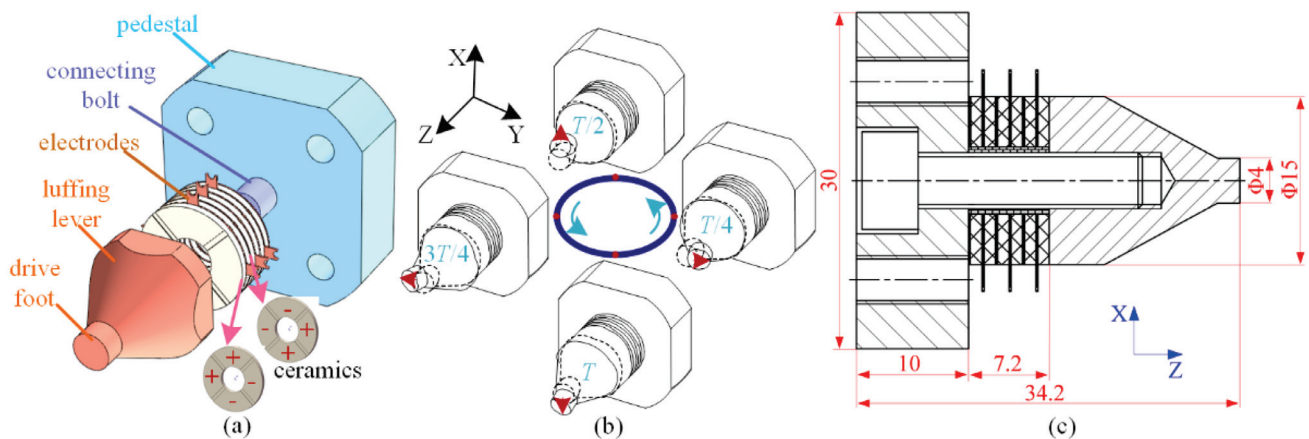 pedestal
connecting
bolt
electrodes
luffing
lever
drive
foot
+
-
-
+
+
+
+
-
-
-
ceramics
(a)
X
Z
Y
T/2
T/4
3T/4
T
(b)
30
Φ4
Φ15
X
Z
10
7.2
34.2
(c)